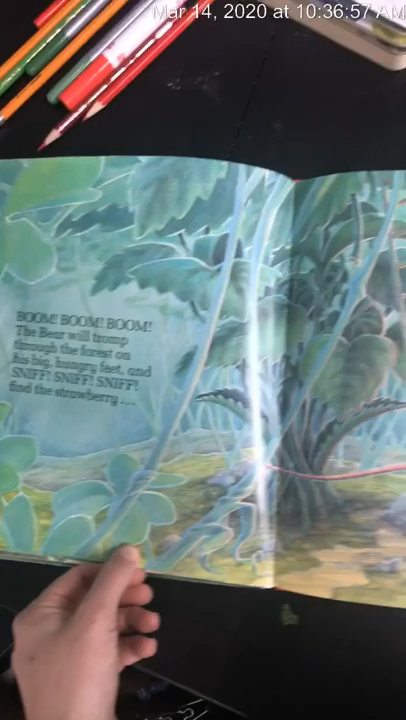 Mar 14, 2020 at 10:36:57 AM
BOOM! BOOM! BOOM!
The Bear will tromp
through the forest on
his big, hungry feet, and
SNIFF! SNIFF! SNIFF!
find the strawberry...